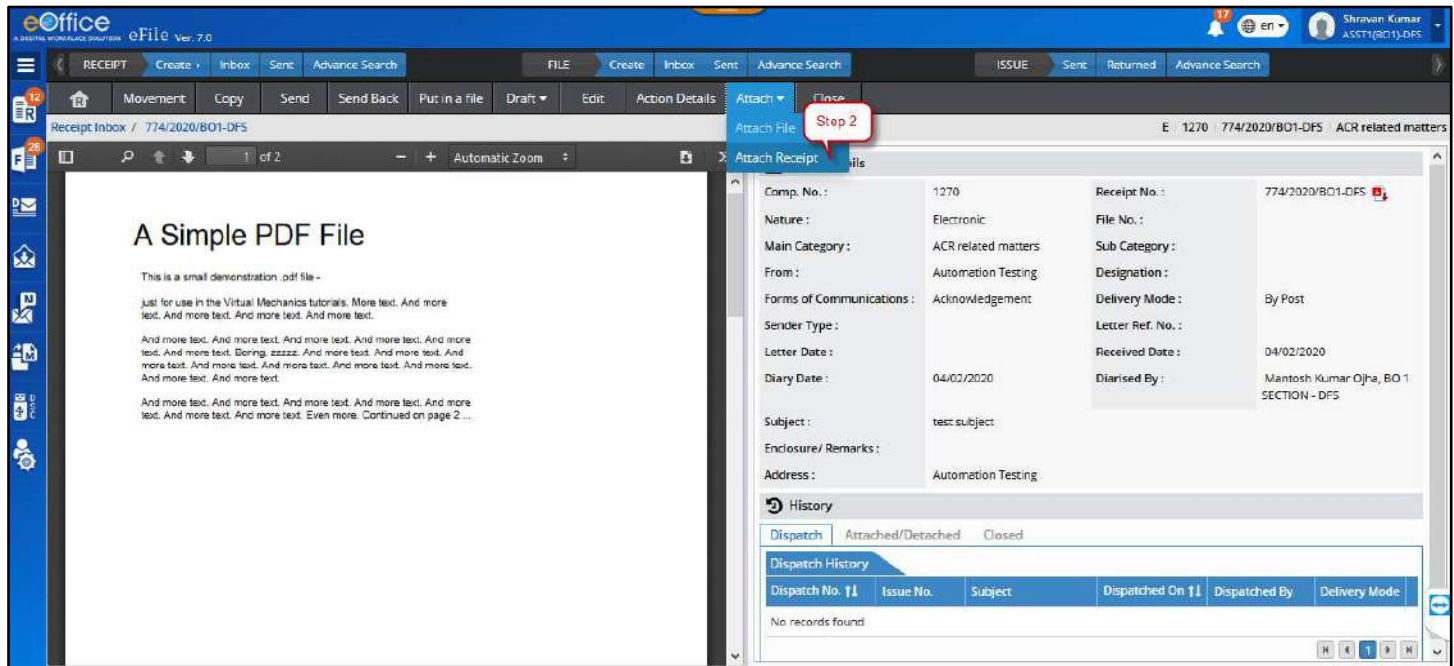 eOffice
A DIGITAL WORKPLACE SOLUTION
eFile Ver. 7.0
17
en
Shravan Kumar
ASST1(BO1)-DFS
RECEIPT Create Inbox Sent Advance Search
FILE Create Inbox Sent Advance Search
ISSUE Sent Returned Advance Search
12
R
R Movement Copy Send Send Back Put in a file Draft Edit Action Details Attach Close
Attach File
Attach Receipt
Step 2
Receipt Inbox / 774/2020/BO1-DFS
E 1270 774/2020/BO1-DFS ACR related matters
28
F
1 of 2
Automatic Zoom
D
N
M
DSC
A Simple PDF File
This is a small demonstration .pdf file -
just for use in the Virtual Mechanics tutorials. More text. And more
text. And more text. And more text. And more text.
And more text. And more text. And more text. And more text. And more
text. And more text. Boring, zzzzz. And more text. And more text. And
more text. And more text. And more text. And more text. And more text.
And more text. And more text.
And more text. And more text. And more text. And more text. And more
text. And more text. And more text. Even more. Continued on page 2 ...
ails
Comp. No. : 1270 Receipt No. : 774/2020/BO1-DFS
Nature : Electronic File No. :
Main Category : ACR related matters Sub Category :
From : Automation Testing Designation :
Forms of Communications : Acknowledgement Delivery Mode : By Post
Sender Type : Letter Ref. No. :
Letter Date : Received Date : 04/02/2020
Diary Date : 04/02/2020 Diarised By : Mantosh Kumar Ojha, BO 1
SECTION - DFS
Subject : test subject
Enclosure/ Remarks :
Address : Automation Testing
History
Dispatch Attached/Detached Closed
Dispatch History
Dispatch No. Issue No. Subject Dispatched On Dispatched By Delivery Mode
No records found
1